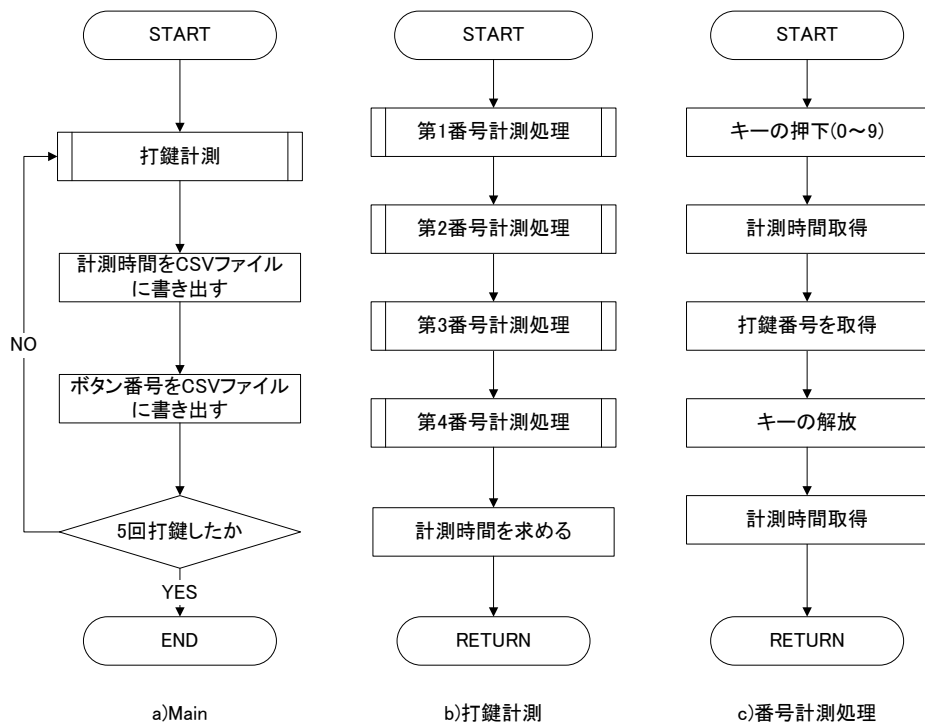 START
打鍵計測
計測時間をCSVファイル
に書き出す
NO
ボタン番号をCSVファイル
に書き出す
5回打鍵したか
YES
END
a)Main
START
第1番号計測処理
第2番号計測処理
第3番号計測処理
第4番号計測処理
計測時間を求める
RETURN
b)打鍵計測
START
キーの押下(0～9)
計測時間取得
打鍵番号を取得
キーの解放
計測時間取得
RETURN
c)番号計測処理